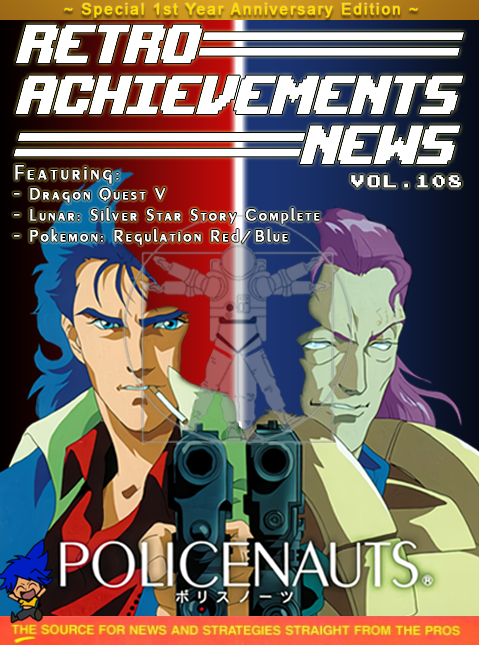 ~ Special 1st Year Anniversary Edition ~
RETRO
ACHIEVEMENTS
NEWS
VOL.108
Featuring:
- Dragon Quest V
- Lunar: Silver Star Story Complete
- Pokemon: Regulation Red/Blue
POLICENAUTS®
ポリスノーツ
THE SOURCE FOR NEWS AND STRATEGIES STRAIGHT FROM THE PROS